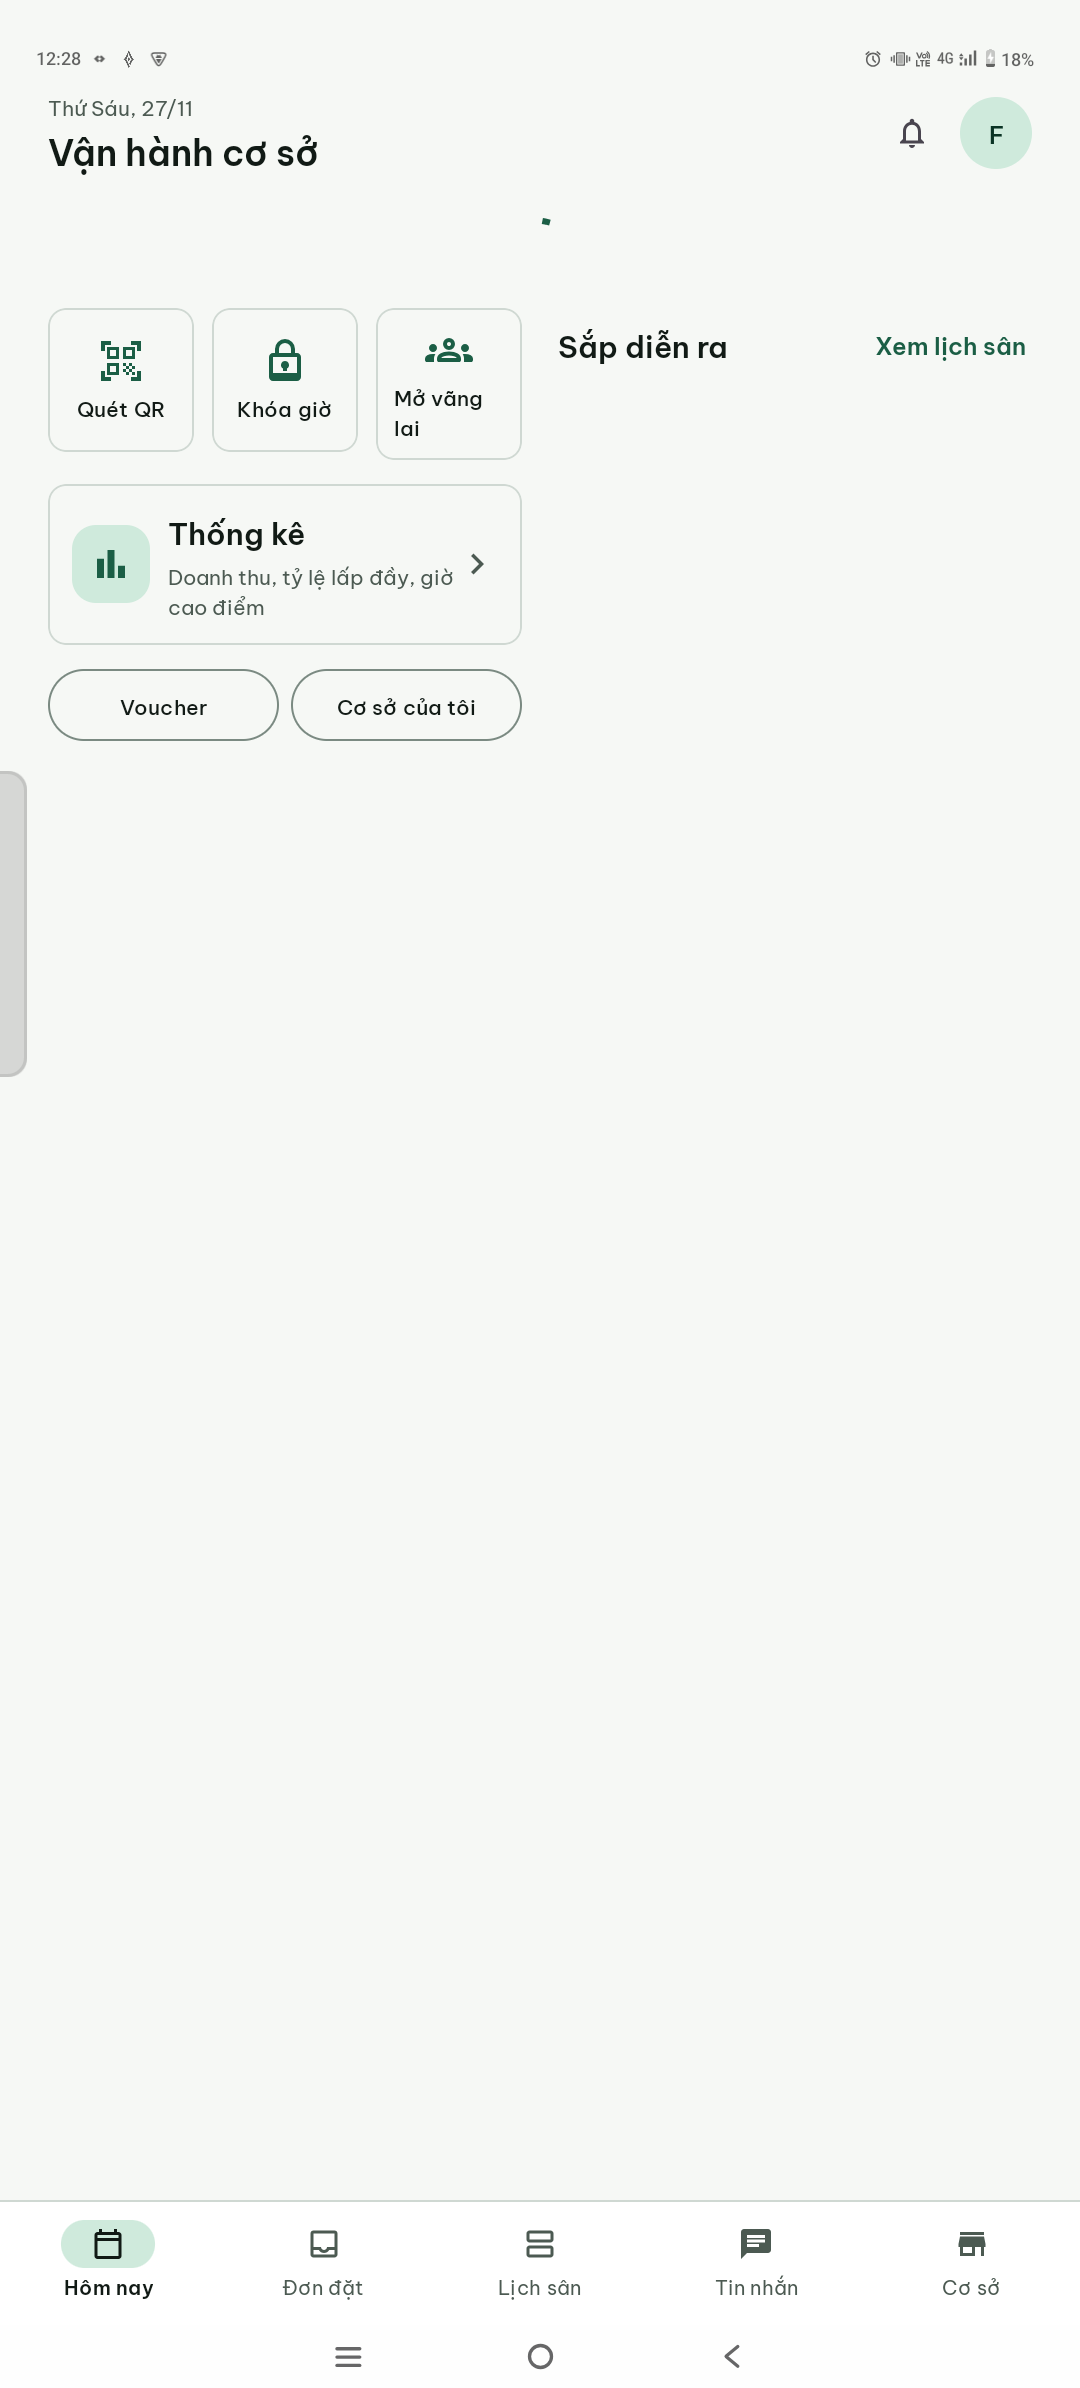 12:28
VoLTE 4G 18%
Thứ Sáu, 27/11
Vận hành cơ sở
F
Quét QR
Khóa giờ
Mở vãng
lai
Sắp diễn ra
Xem lịch sân
Thống kê
Doanh thu, tỷ lệ lấp đầy, giờ
cao điểm
Voucher
Cơ sở của tôi
Hôm nay
Đơn đặt
Lịch sân
Tin nhắn
Cơ sở